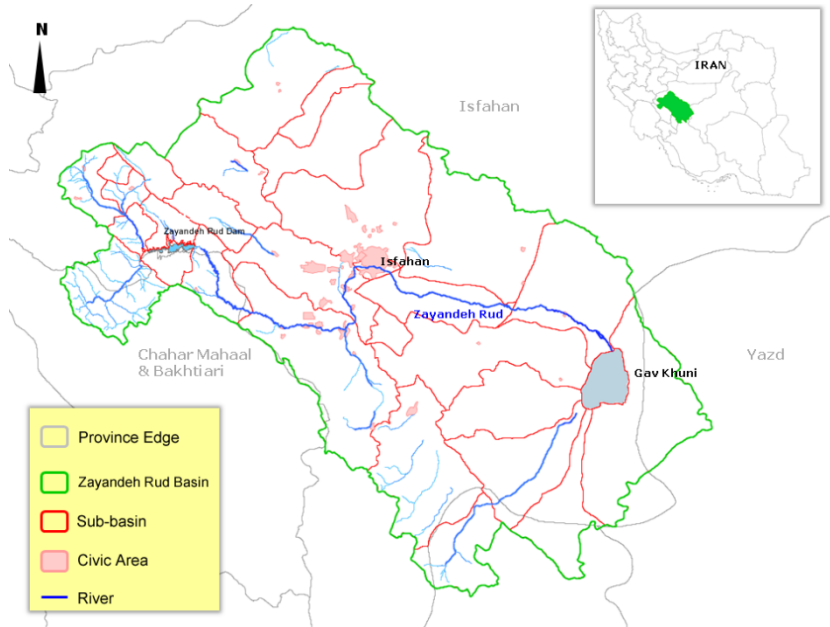 N
IRAN
Isfahan
Zayandeh Rud Dam
Isfahan
Zayandeh Rud
Chahar Mahaal
& Bakhtiari
Yazd
Gav Khuni
Province Edge
Zayandeh Rud Basin
Sub-basin
Civic Area
River